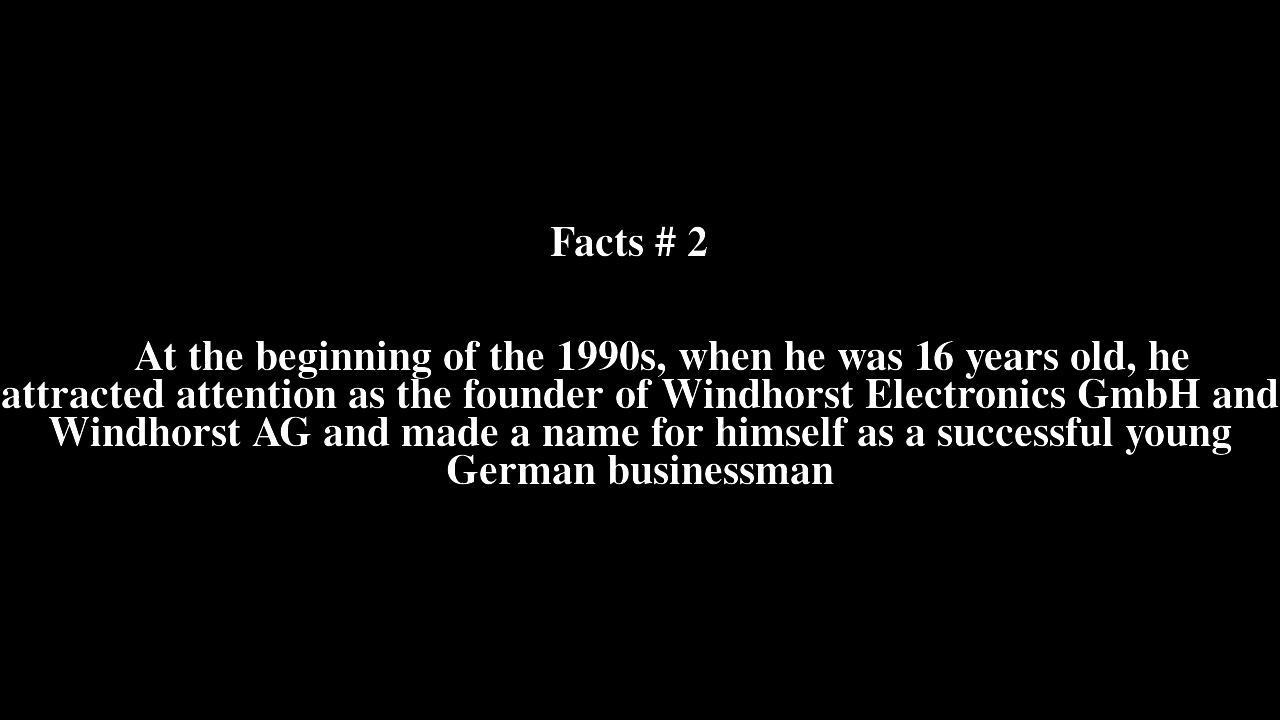 Facts # 2
At the beginning of the 1990s, when he was 16 years old, he
attracted attention as the founder of Windhorst Electronics GmbH and
Windhorst AG and made a name for himself as a successful young
German businessman